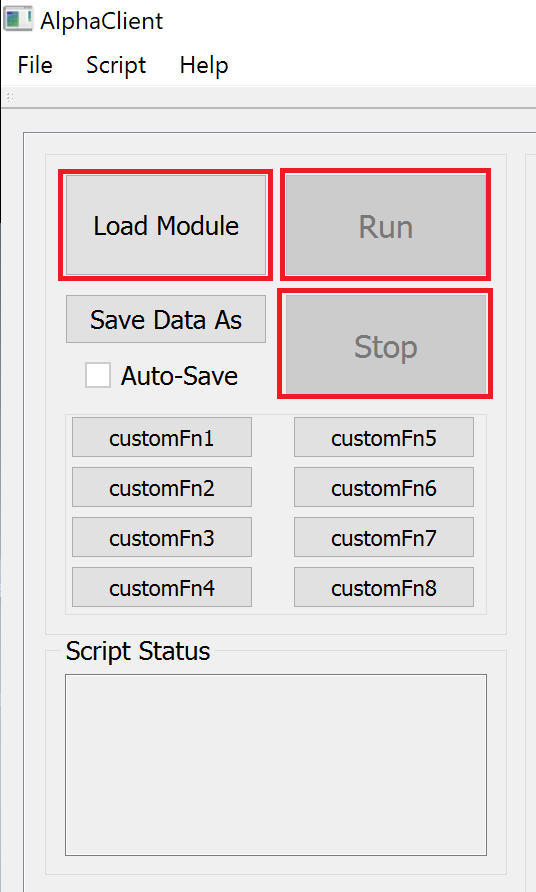 AlphaClient
File Script Help
Load Module
Run
Save Data As
Stop
Auto-Save
customFn1 customFn5
customFn2 customFn6
customFn3 customFn7
customFn4 customFn8
Script Status